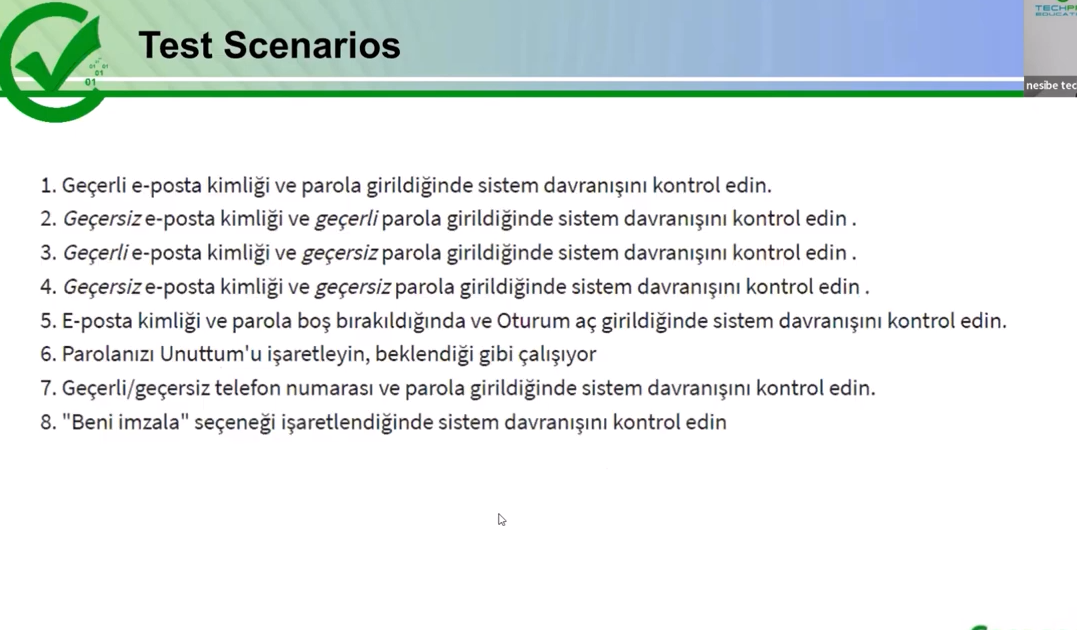 Test Scenarios
01 01
01
01
nesibe tec
1. Geçerli e-posta kimliği ve parola girildiğinde sistem davranışını kontrol edin.
2. Geçersiz e-posta kimliği ve geçerli parola girildiğinde sistem davranışını kontrol edin .
3. Geçerli e-posta kimliği ve geçersiz parola girildiğinde sistem davranışını kontrol edin .
4. Geçersiz e-posta kimliği ve geçersiz parola girildiğinde sistem davranışını kontrol edin .
5. E-posta kimliği ve parola boş bırakıldığında ve Oturum aç girildiğinde sistem davranışını kontrol edin.
6. Parolanızı Unuttum'u işaretleyin, beklendiği gibi çalışıyor
7. Geçerli/geçersiz telefon numarası ve parola girildiğinde sistem davranışını kontrol edin.
8. "Beni imzala" seçeneği işaretlendiğinde sistem davranışını kontrol edin